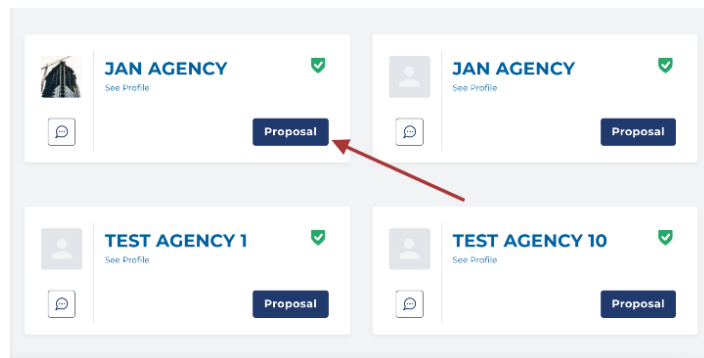 JAN AGENCY
See Profile
Proposal
JAN AGENCY
See Profile
Proposal
TEST AGENCY 1
See Profile
Proposal
TEST AGENCY 10
See Profile
Proposal